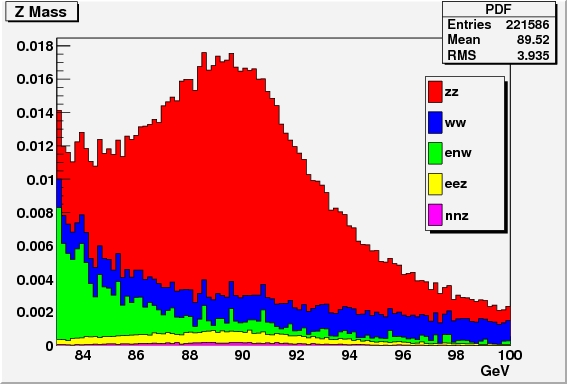 Z Mass
PDF
Entries 221586
Mean 89.52
RMS 3.935
0.018
0.016
0.014
0.012
0.01
0.008
0.006
0.004
0.002
0
zz
ww
enw
eez
nnz
84 86 88 90 92 94 96 98 100
GeV